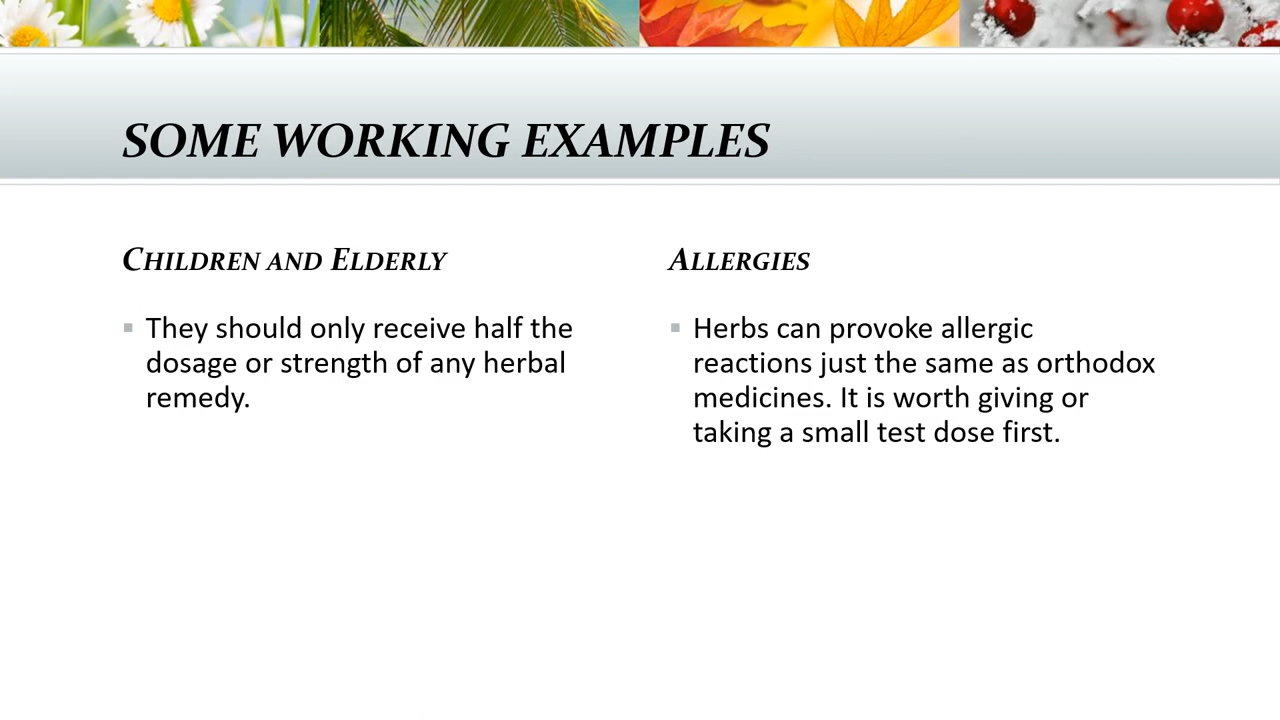 SOME WORKING EXAMPLES
CHILDREN AND ELDERLY
They should only receive half the
dosage or strength of any herbal
remedy.
ALLERGIES
Herbs can provoke allergic
reactions just the same as orthodox
medicines. It is worth giving or
taking a small test dose first.